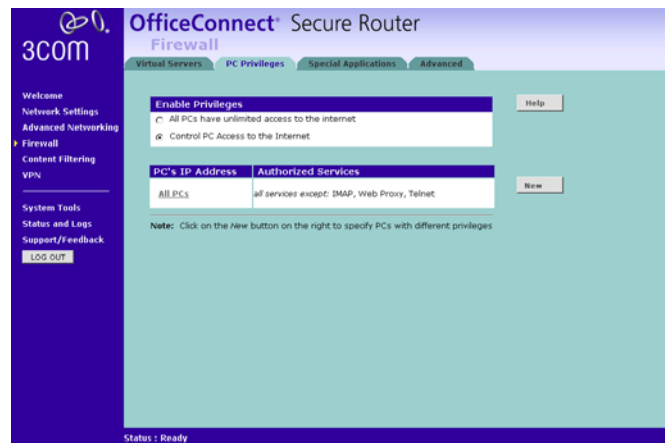 3COM
OfficeConnect Secure Router
Firewall
Virtual Servers PC Privileges Special Applications Advanced
Welcome
Network Settings
Advanced Networking
Firewall
Content Filtering
VPN
System Tools
Status and Logs
Support/Feedback
LOG OUT
Enable Privileges
All PCs have unlimited access to the internet
Control PC Access to the Internet
Help
PC's IP Address Authorized Services
All PCs all services except: IMAP, Web Proxy, Telnet
New
Note: Click on the New button on the right to specify PCs with different privileges
Status : Ready